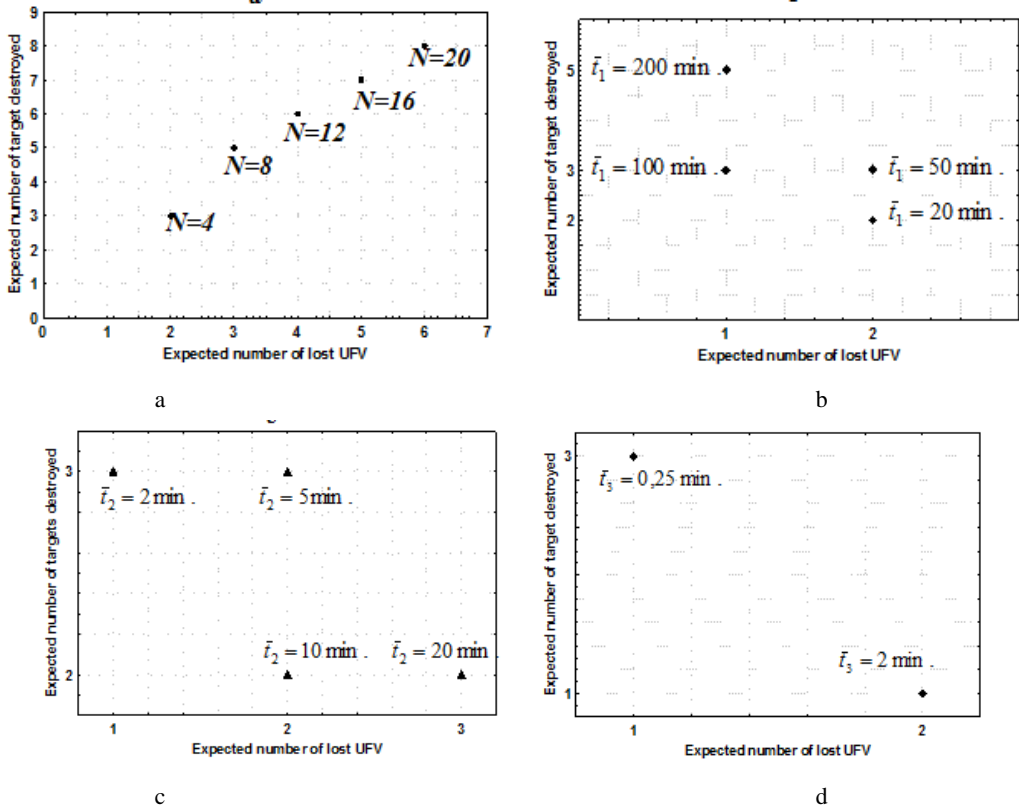 9
8
7
6
5
4
3
2
1
0
Expected number of target destroyed
N=20
N=16
N=12
N=8
N=4
0 1 2 3 4 5 6 7
Expected number of lost UFV
a
5
3
2
Expected number of target destroyed
t̄₁ = 200 min .
t̄₁ = 100 min .
t̄₁ = 50 min .
t̄₁ = 20 min .
1 2
Expected number of lost UFV
b
3
2
Expected number of targets destroyed
t̄₂ = 2 min .
t̄₂ = 5 min .
t̄₂ = 10 min .
t̄₂ = 20 min .
1 2 3
Expected number of lost UFV
c
3
1
Expected number of target destroyed
t̄₃ = 0,25 min .
t̄₃ = 2 min .
1 2
Expected number of lost UFV
d